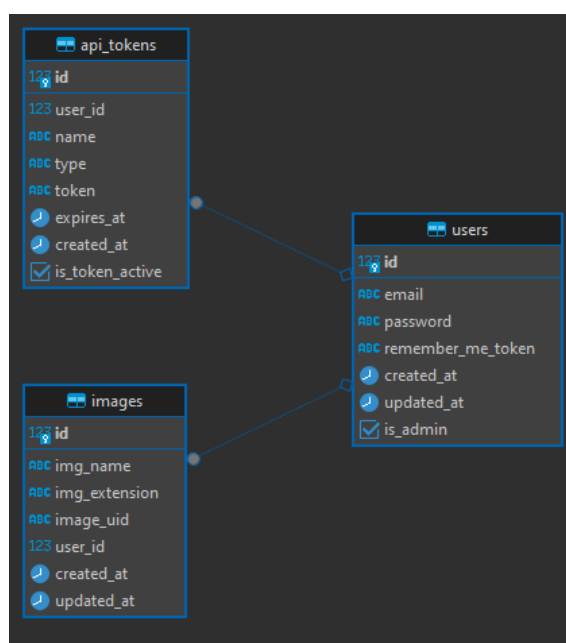 api_tokens
123 id
123 user_id
ABC name
ABC type
ABC token
expires_at
created_at
is_token_active
users
123 id
ABC email
ABC password
ABC remember_me_token
created_at
updated_at
is_admin
images
123 id
ABC img_name
ABC img_extension
ABC image_uid
123 user_id
created_at
updated_at